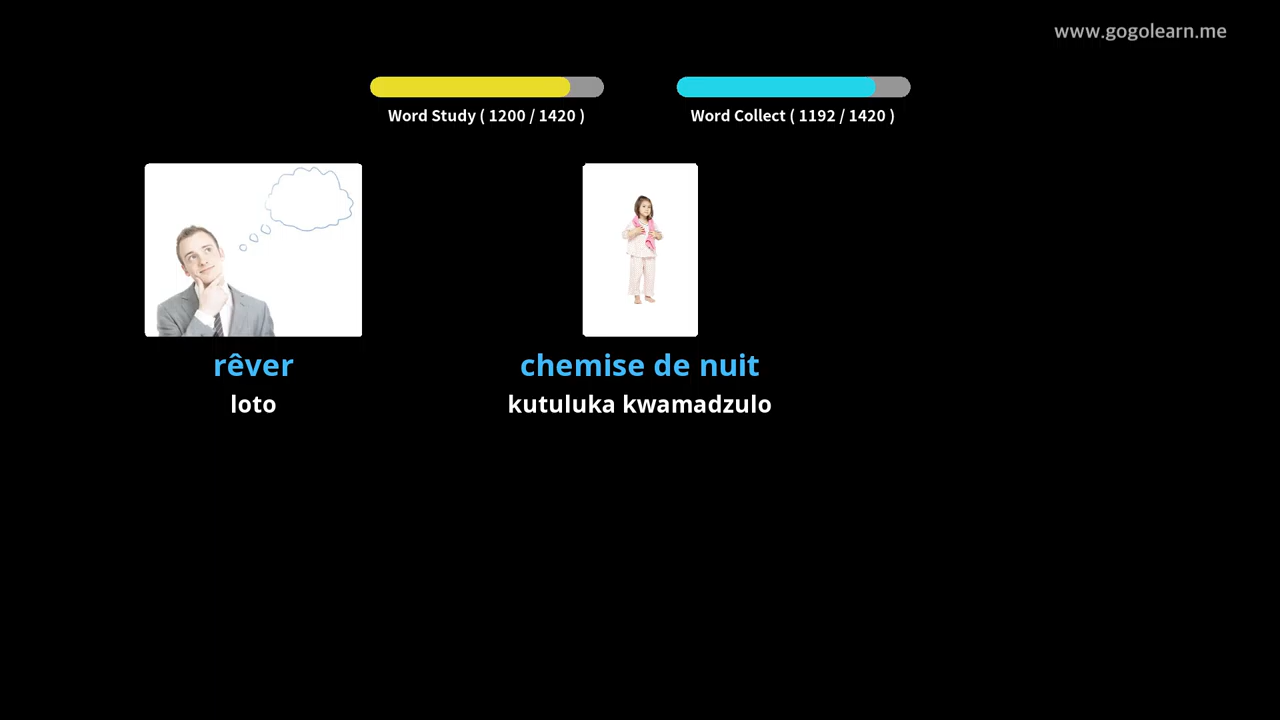 www.gogolearn.me
Word Study ( 1200 / 1420 )
Word Collect ( 1192 / 1420 )
rêver
loto
chemise de nuit
kutuluka kwamadzulo